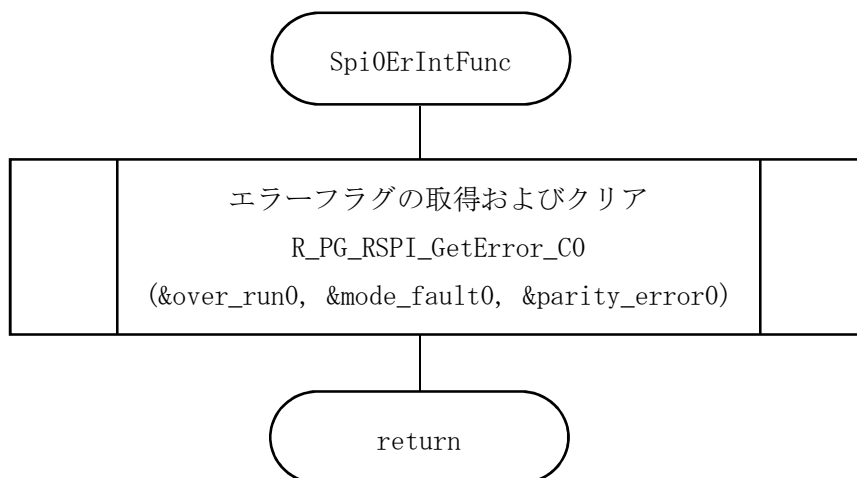 Spi0ErIntFunc
エラーフラグの取得およびクリア
R_PG_RSPI_GetError_C0
(&over_run0, &mode_fault0, &parity_error0)
return